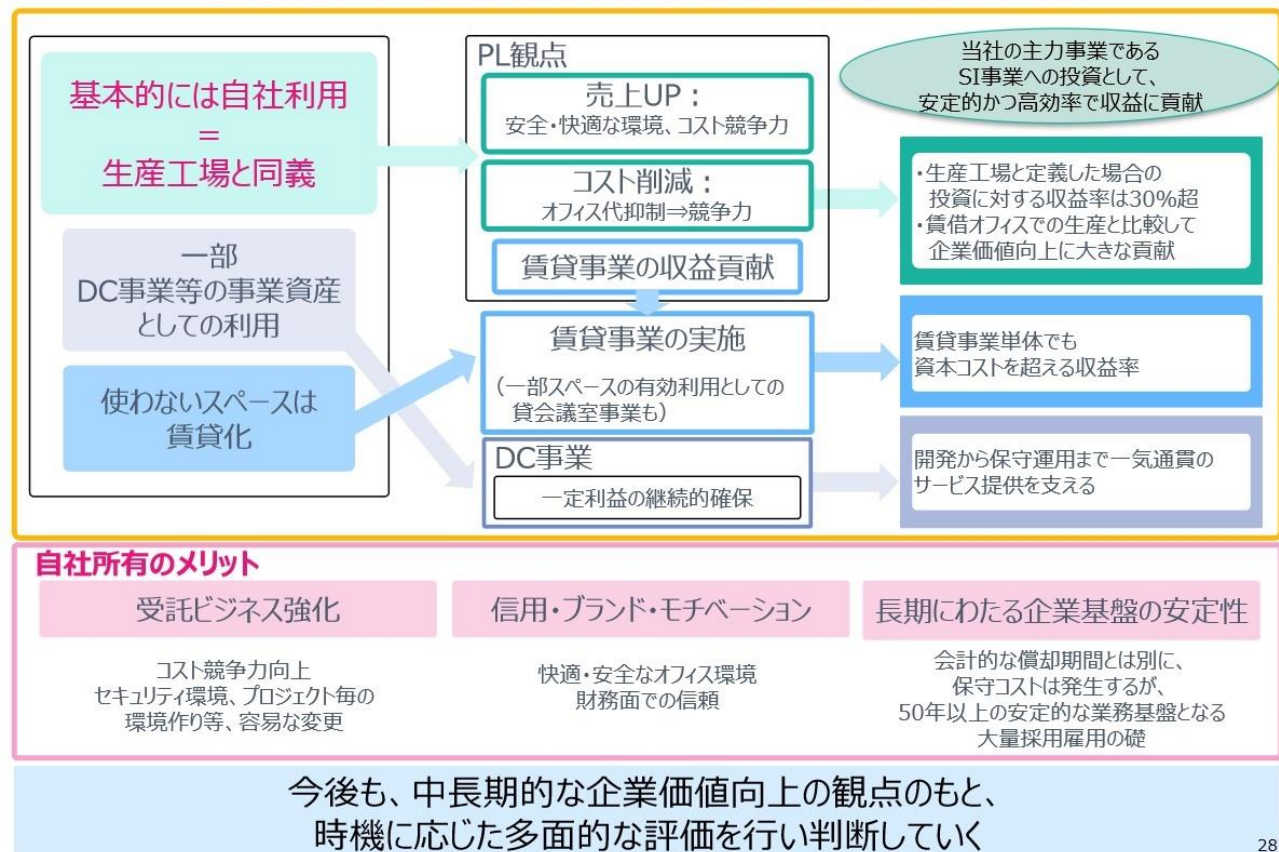 基本的には自社利用
=
生産工場と同義
一部
DC事業等の事業資産
としての利用
使わないスペースは
賃貸化
PL観点
売上UP：
安全・快適な環境、コスト競争力
コスト削減：
オフィス代抑制⇒競争力
賃貸事業の収益貢献
賃貸事業の実施
（一部スペースの有効利用としての
貸会議室事業も）
DC事業
一定利益の継続的確保
当社の主力事業である
SI事業への投資として、
安定的かつ高効率で収益に貢献
・生産工場と定義した場合の
投資に対する収益率は30%超
・賃借オフィスでの生産と比較して
企業価値向上に大きな貢献
賃貸事業単体でも
資本コストを超える収益率
開発から保守運用まで一気通貫の
サービス提供を支える
自社所有のメリット
受託ビジネス強化
コスト競争力向上
セキュリティ環境、プロジェクト毎の
環境作り等、容易な変更
信用・ブランド・モチベーション
快適・安全なオフィス環境
財務面での信頼
長期にわたる企業基盤の安定性
会計的な償却期間とは別に、
保守コストは発生するが、
50年以上の安定的な業務基盤となる
大量採用雇用の礎
今後も、中長期的な企業価値向上の観点のもと、
時機に応じた多面的な評価を行い判断していく
28